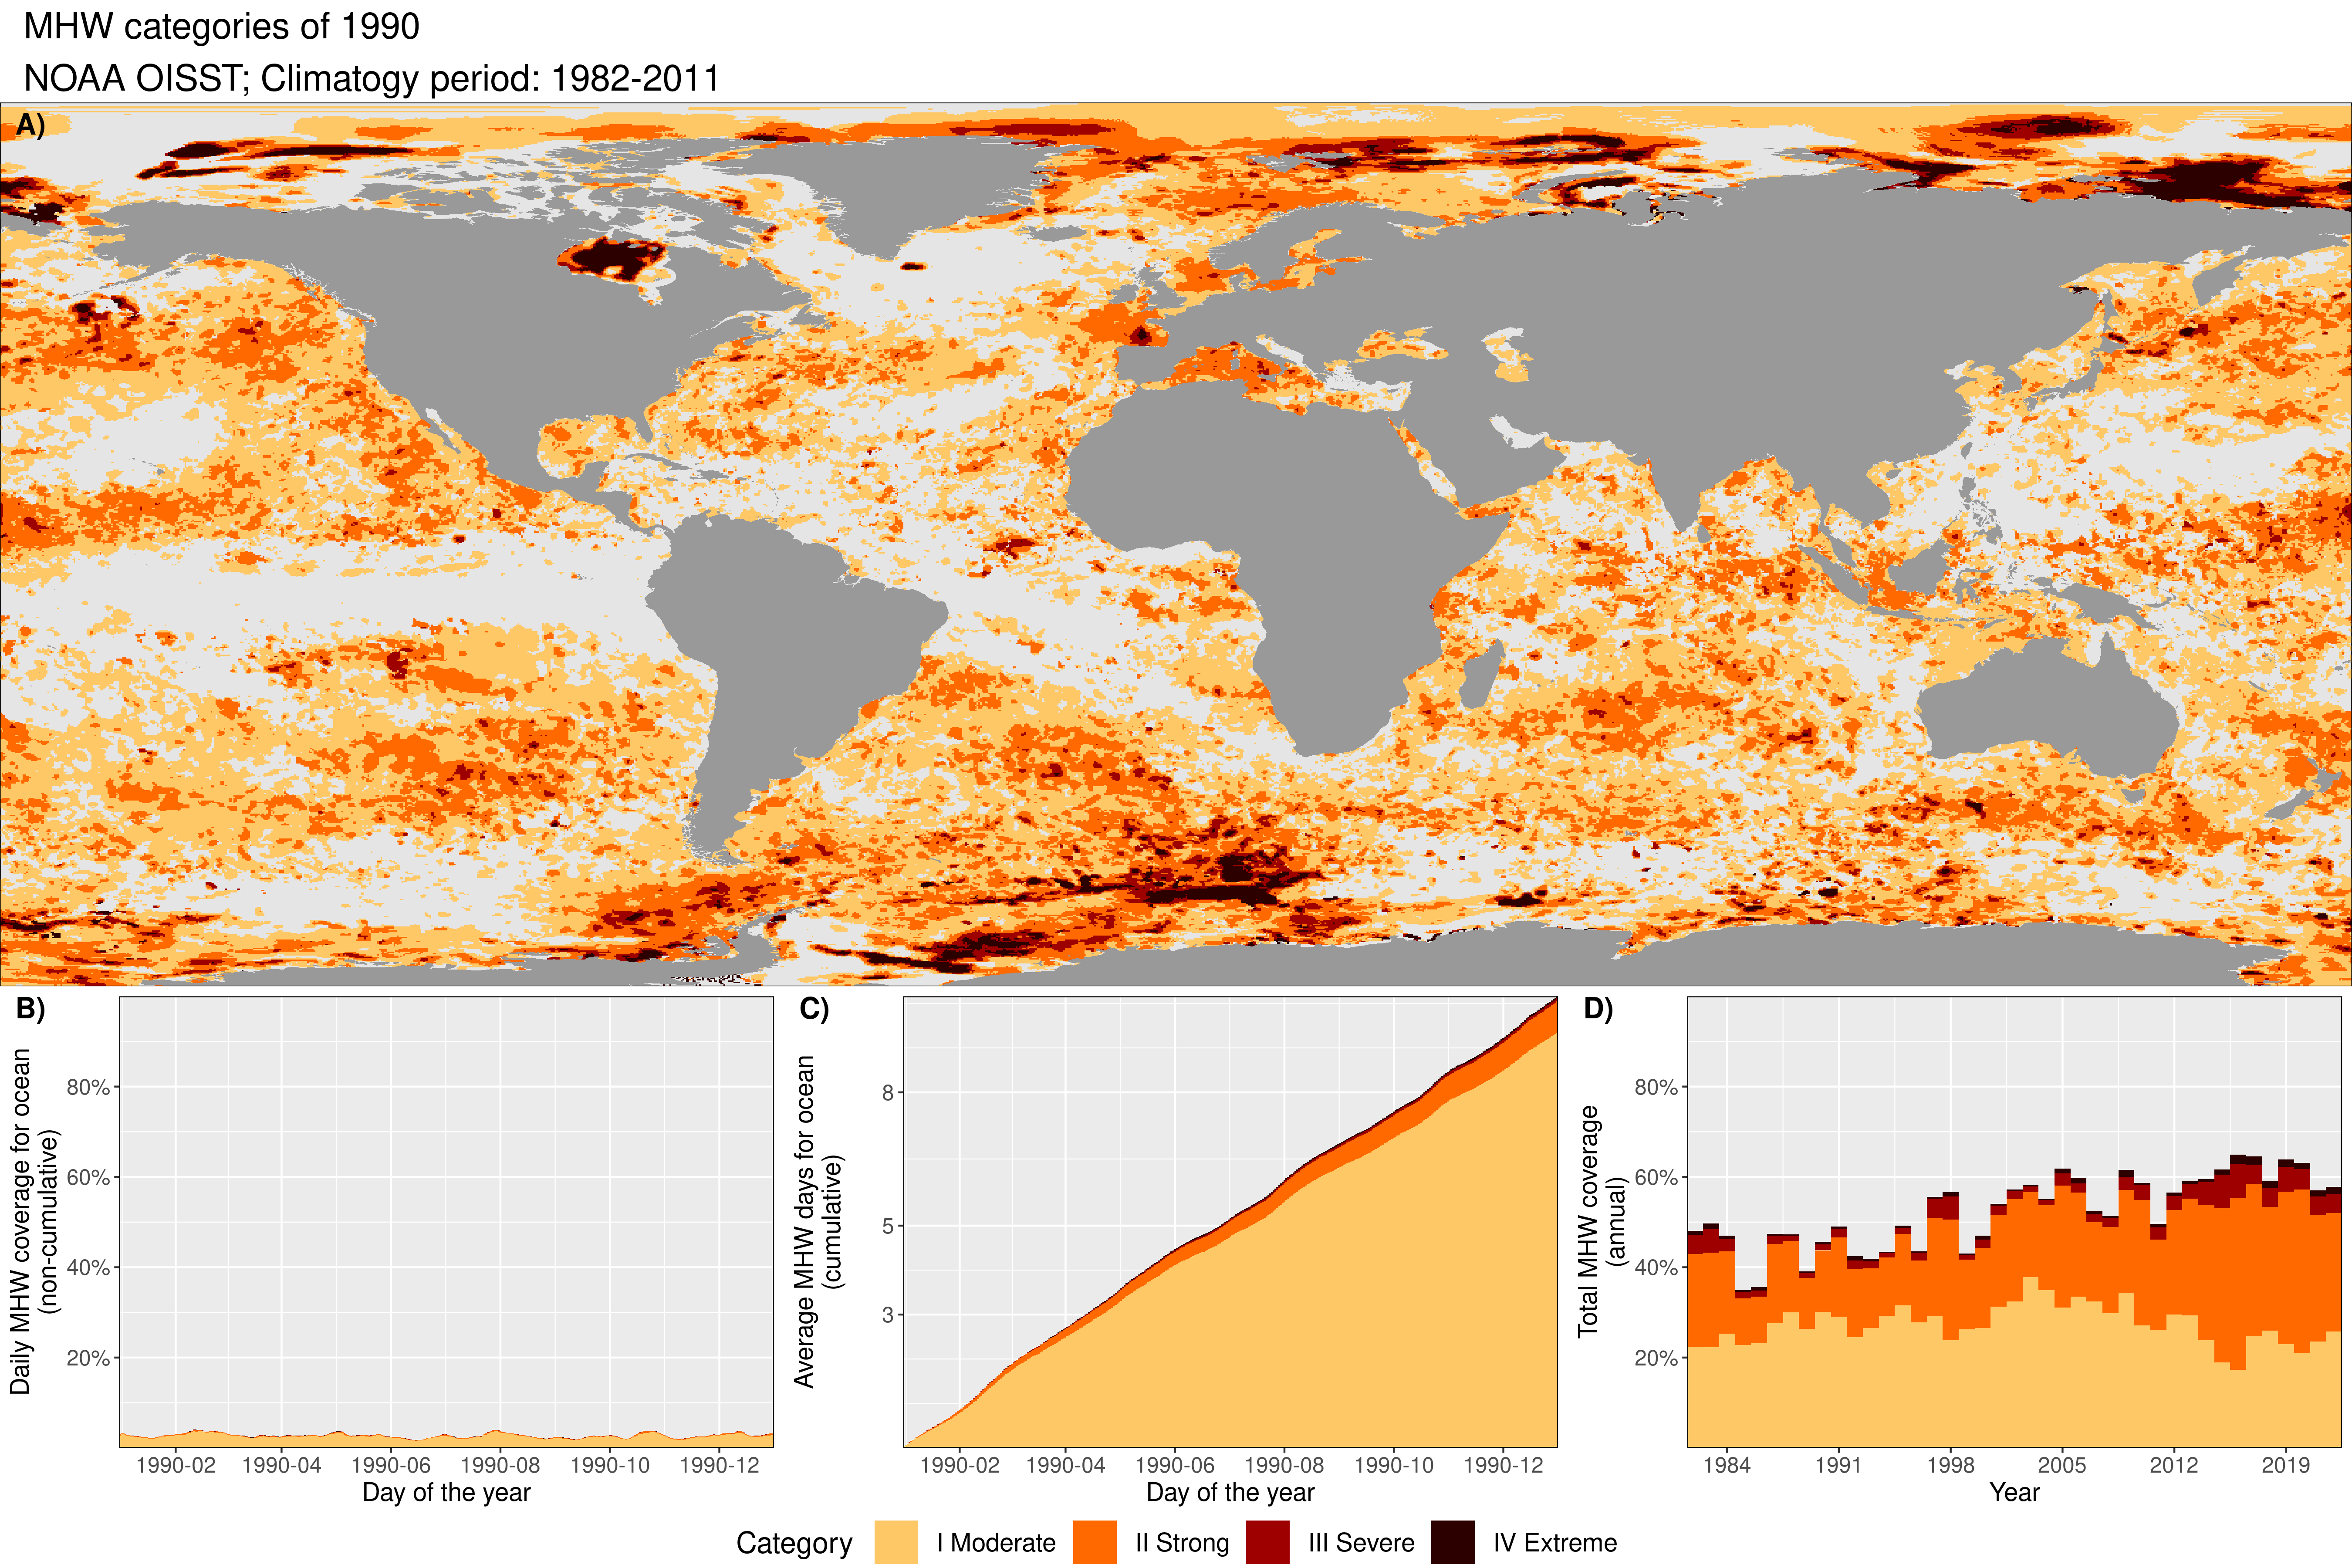 MHW categories of 1990
NOAA OISST; Climatogy period: 1982-2011
A)
B)
Daily MHW coverage for ocean
(non-cumulative)
80%
60%
40%
20%
1990-02 1990-04 1990-06 1990-08 1990-10 1990-12
Day of the year
C)
Average MHW days for ocean
(cumulative)
8
5
3
1990-02 1990-04 1990-06 1990-08 1990-10 1990-12
Day of the year
D)
Total MHW coverage
(annual)
80%
60%
40%
20%
1984 1991 1998 2005 2012 2019
Year
Category I Moderate II Strong III Severe IV Extreme